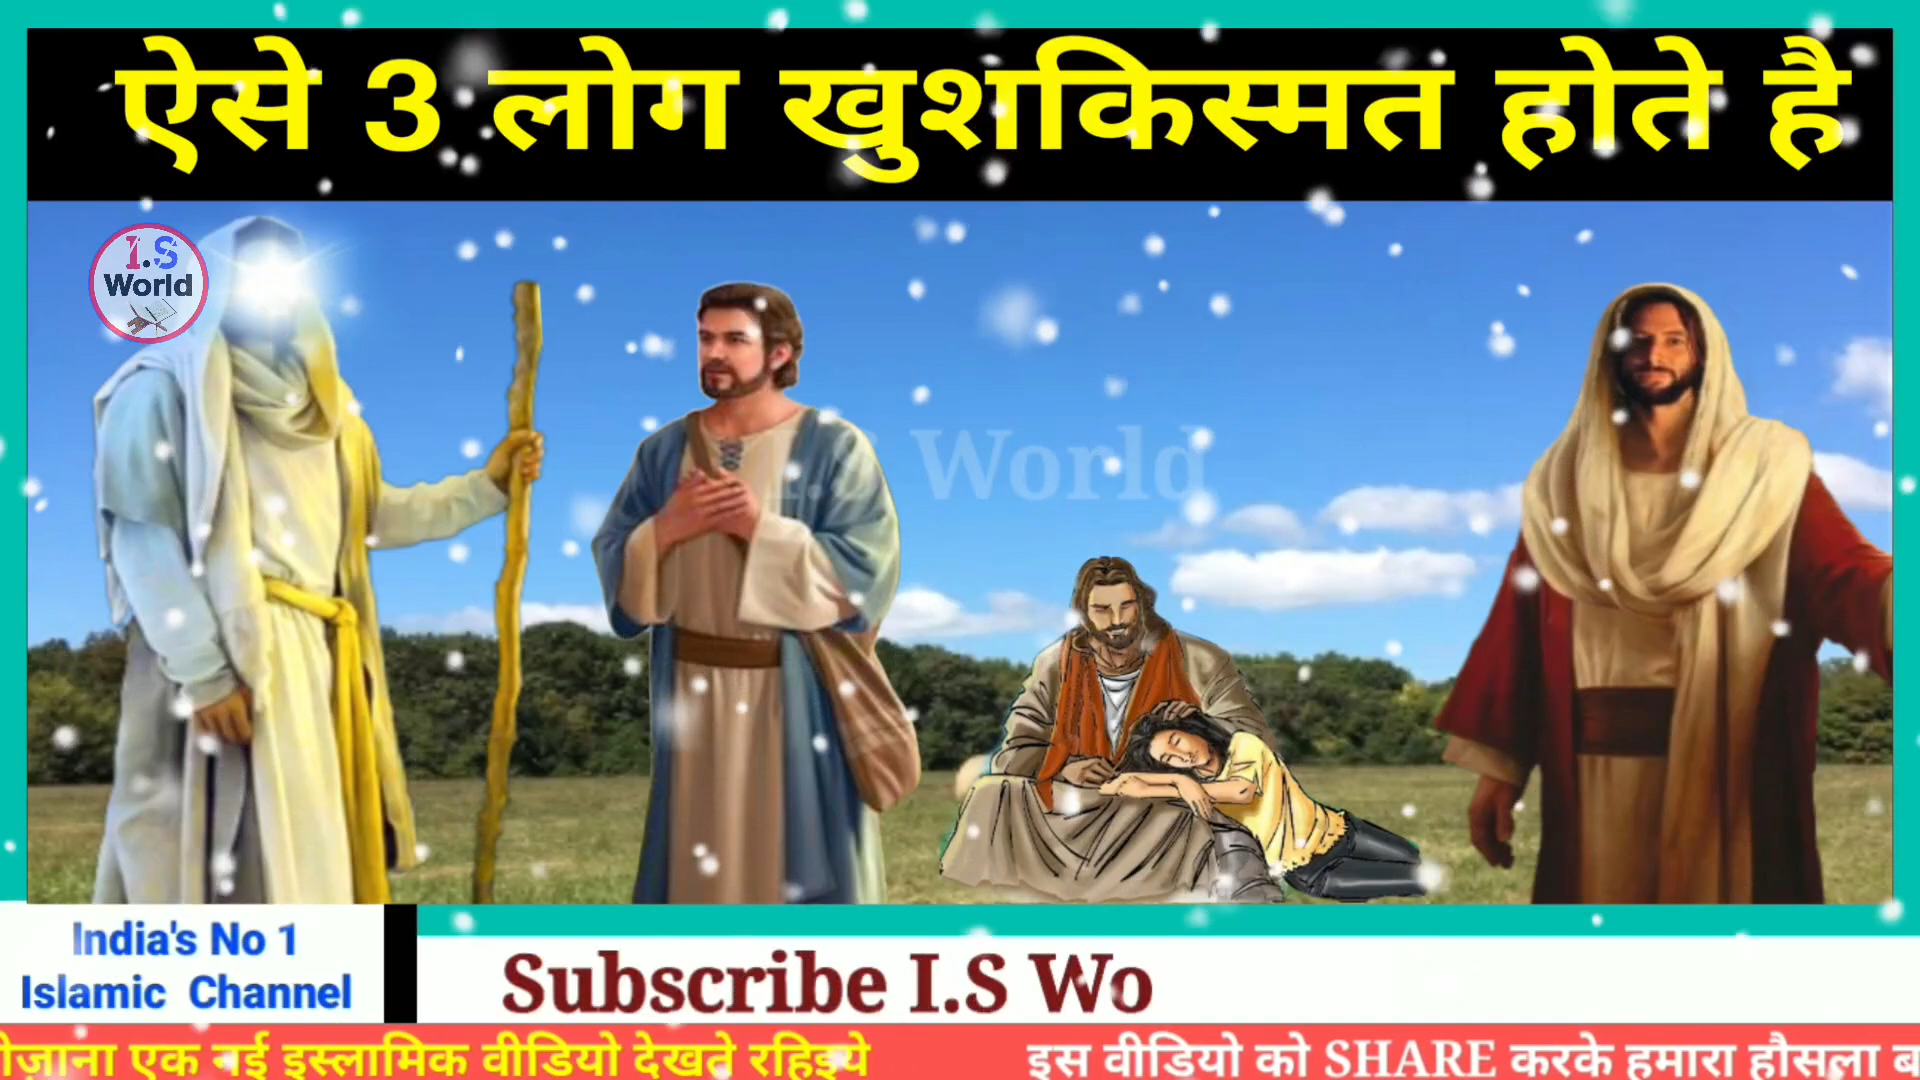 ऐसे 3 लोग खुशकिस्मत होते है
I.S
World
I.S World
India's No 1
Islamic Channel
Subscribe I.S Wo
एक नई इस्लामिक वीडियो देखते रहिइये
इस वीडियो को SHARE करके हमारा हौसला